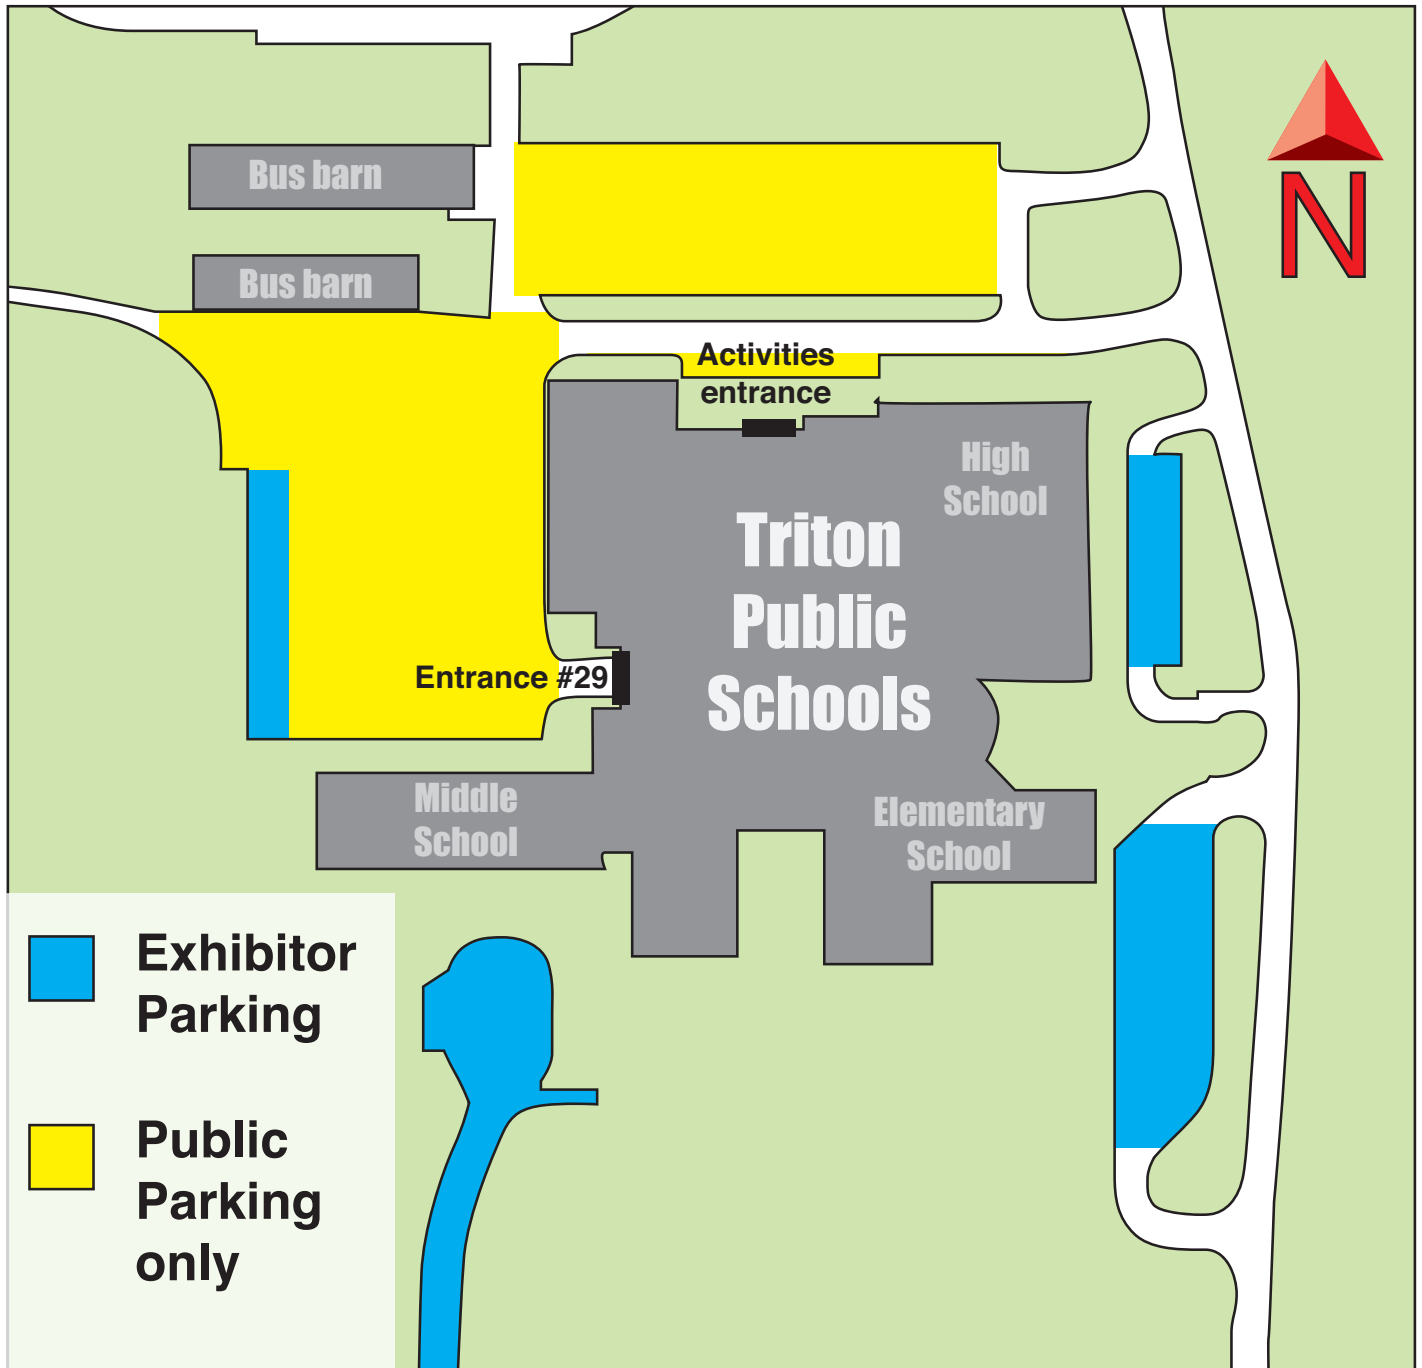 Bus barn
N
Bus barn
Activities
entrance
High
School
Triton
Public
Schools
Entrance #29
Middle
School
Elementary
School
Exhibitor
Parking
Public
Parking
only